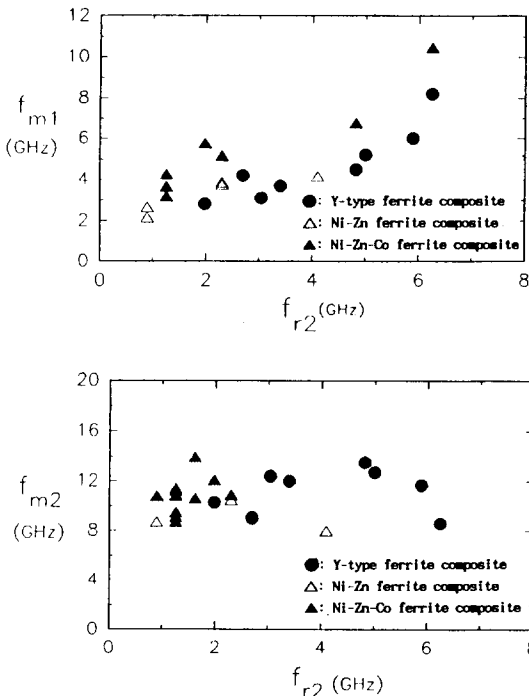 12
10
f m1
8
(GHz)
6
4
●: Y-type ferrite composite
△: Ni-Zn ferrite composite
2
▲: Ni-Zn-Co ferrite composite
0
0 2 4 6 8
f r2 (GHz)
20
16
f m2
12
(GHz)
8
●: Y-type ferrite composite
4
△: Ni-Zn ferrite composite
▲: Ni-Zn-Co ferrite composite
0
0 2 4 6 8
f r2 (GHz)